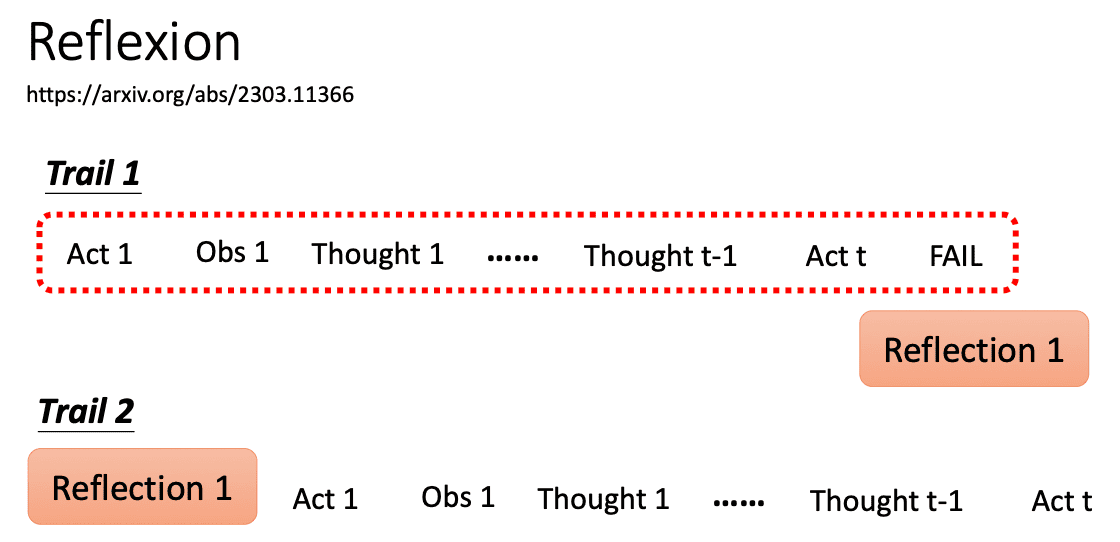 Reflexion
https://arxiv.org/abs/2303.11366
Trail 1
Act 1 Obs 1 Thought 1 ...... Thought t-1 Act t FAIL
Reflection 1
Trail 2
Reflection 1 Act 1 Obs 1 Thought 1 ...... Thought t-1 Act t